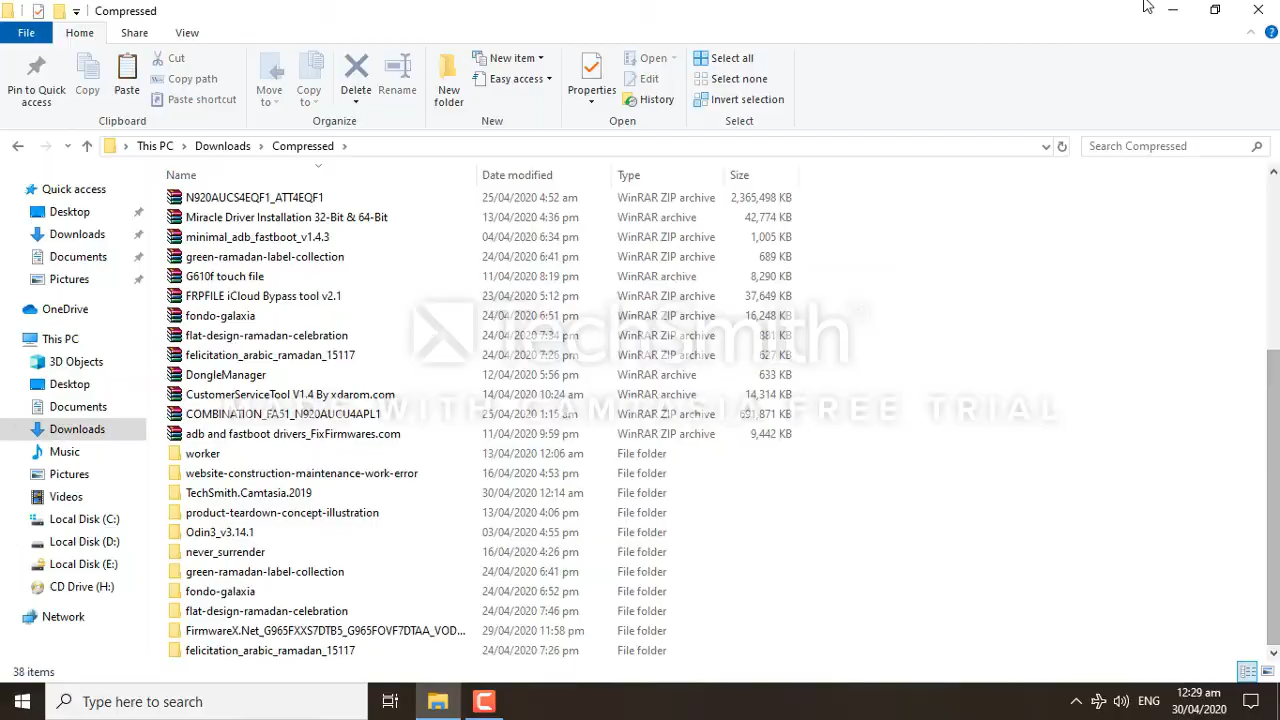 Compressed
File Home Share View
Pin to Quick access
Copy
Paste
Cut
Copy path
Paste shortcut
Clipboard
Move to
Copy to
Delete
Rename
Organize
New folder
New item
Easy access
New
Properties
Open
Edit
History
Open
Select all
Select none
Invert selection
Select
This PC > Downloads > Compressed >
Search Compressed
Quick access
Desktop
Downloads
Documents
Pictures
OneDrive
This PC
3D Objects
Desktop
Documents
Downloads
Music
Pictures
Videos
Local Disk (C:)
Local Disk (D:)
Local Disk (E:)
CD Drive (H:)
Network
Name Date modified Type Size
N920AUCS4EQF1_ATT4EQF1 25/04/2020 4:52 am WinRAR ZIP archive 2,365,498 KB
Miracle Driver Installation 32-Bit & 64-Bit 13/04/2020 4:36 pm WinRAR archive 42,774 KB
minimal_adb_fastboot_v1.4.3 04/04/2020 6:34 pm WinRAR ZIP archive 1,005 KB
green-ramadan-label-collection 24/04/2020 6:41 pm WinRAR ZIP archive 689 KB
G610f touch file 11/04/2020 8:19 pm WinRAR archive 8,290 KB
FRPFILE iCloud Bypass tool v2.1 23/04/2020 5:12 pm WinRAR ZIP archive 37,649 KB
fondo-galaxia 24/04/2020 6:51 pm WinRAR ZIP archive 16,248 KB
flat-design-ramadan-celebration 24/04/2020 7:34 pm WinRAR ZIP archive 881 KB
felicitation_arabic_ramadan_15117 24/04/2020 7:26 pm WinRAR ZIP archive 627 KB
DongleManager 12/04/2020 5:56 pm WinRAR archive 633 KB
CustomerServiceTool V1.4 By xdarom.com 14/04/2020 10:24 am WinRAR ZIP archive 14,314 KB
COMBINATION_FA51_N920AUCU4APL1 25/04/2020 1:15 am WinRAR ZIP archive 691,871 KB
adb and fastboot drivers_FixFirmwares.com 11/04/2020 9:59 pm WinRAR ZIP archive 9,442 KB
worker 13/04/2020 12:06 am File folder
website-construction-maintenance-work-error 16/04/2020 4:53 pm File folder
TechSmith.Camtasia.2019 30/04/2020 12:14 am File folder
product-teardown-concept-illustration 13/04/2020 4:06 pm File folder
Odin3_v3.14.1 03/04/2020 4:55 pm File folder
never_surrender 16/04/2020 4:26 pm File folder
green-ramadan-label-collection 24/04/2020 6:41 pm File folder
fondo-galaxia 24/04/2020 6:52 pm File folder
flat-design-ramadan-celebration 24/04/2020 7:46 pm File folder
FirmwareX.Net_G965FXXS7DTB5_G965FOVF7DTAA_VOD... 29/04/2020 11:58 pm File folder
felicitation_arabic_ramadan_15117 24/04/2020 7:26 pm File folder
TechSmith
MADE WITH CAMTASIA FREE TRIAL
38 items
Type here to search
ENG
12:29 am
30/04/2020